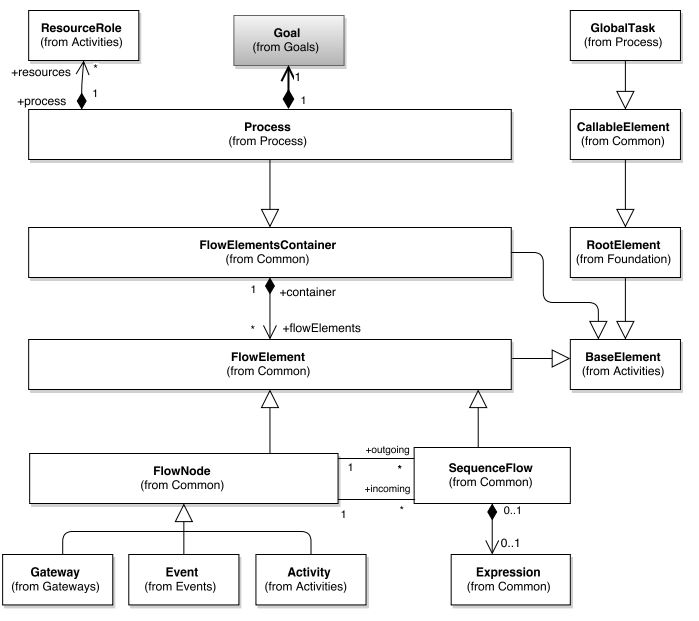 ResourceRole
(from Activities)
Goal
(from Goals)
GlobalTask
(from Process)
+resources
*
1
+process
1
1
Process
(from Process)
CallableElement
(from Common)
FlowElementsContainer
(from Common)
RootElement
(from Foundation)
1
+container
*
+flowElements
FlowElement
(from Common)
BaseElement
(from Activities)
FlowNode
(from Common)
+outgoing
1
*
+incoming
1
*
SequenceFlow
(from Common)
0..1
0..1
Gateway
(from Gateways)
Event
(from Events)
Activity
(from Activities)
Expression
(from Common)